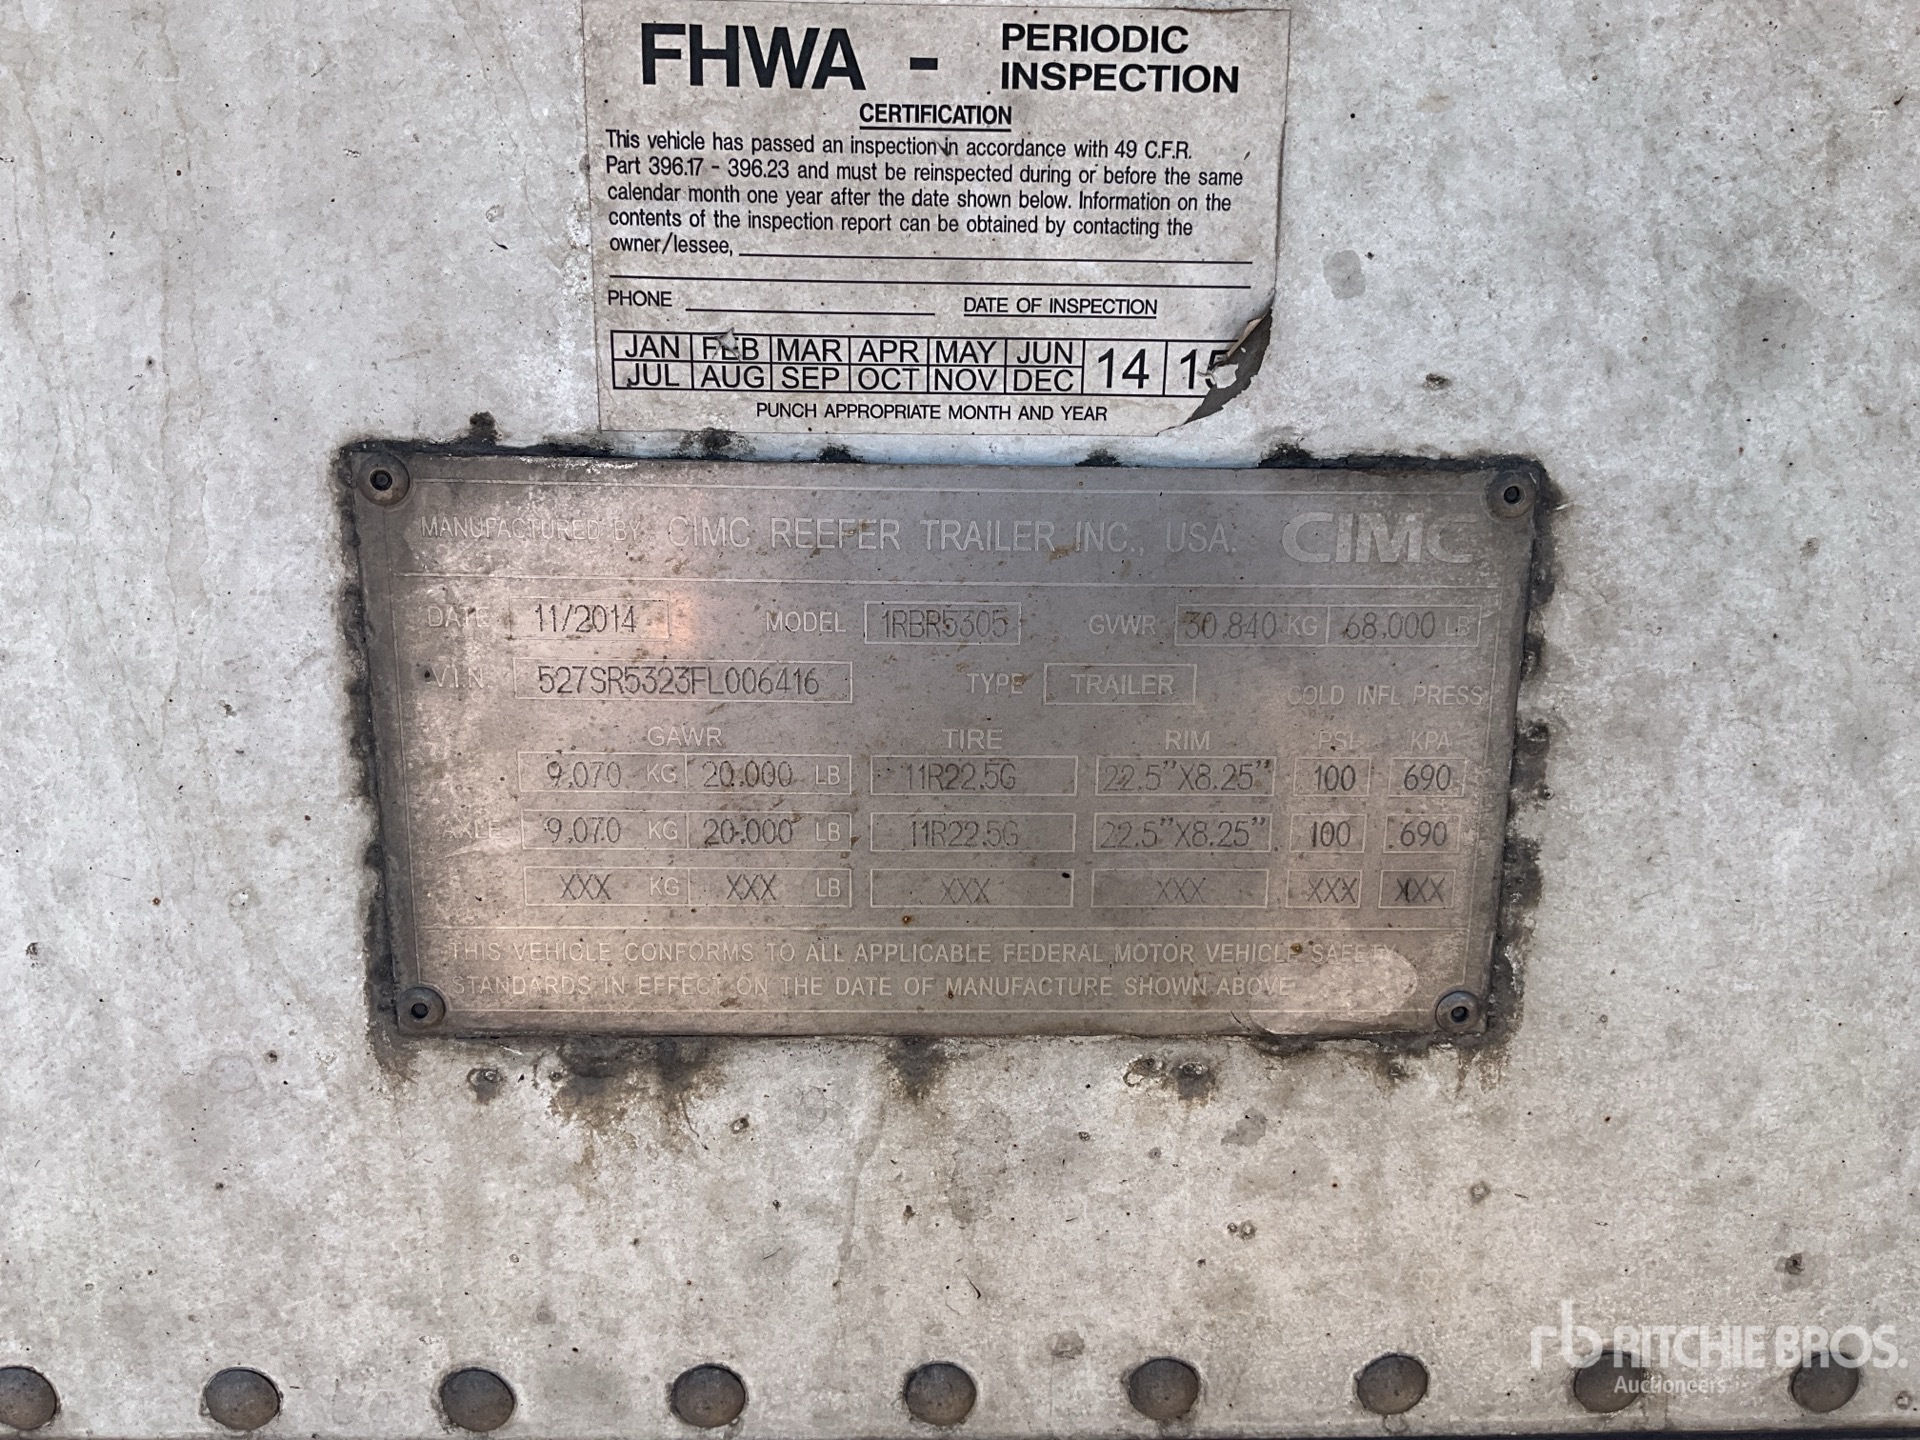 FHWA - PERIODIC INSPECTION
CERTIFICATION
This vehicle has passed an inspection in accordance with 49 C.F.R.
Part 396.17 - 396.23 and must be reinspected during or before the same
calendar month one year after the date shown below. Information on the
contents of the inspection report can be obtained by contacting the
owner/lessee,
PHONE DATE OF INSPECTION
JAN FEB MAR APR MAY JUN 14 15
JUL AUG SEP OCT NOV DEC
PUNCH APPROPRIATE MONTH AND YEAR
MANUFACTURED BY CIMC REEFER TRAILER INC., USA. CIMC
DATE 11/2014 MODEL 1RBR5305 GVWR 30.840 KG 68.000 LB
V.I.N. 527SR5323FL006416 TYPE TRAILER COLD INFL PRESS
GAWR TIRE RIM PSI KPA
9.070 KG 20.000 LB 11R22.5G 22.5"X8.25" 100 690
AXLE 9.070 KG 20.000 LB 11R22.5G 22.5"X8.25" 100 690
XXX KG XXX LB XXX XXX XXX XXX
THIS VEHICLE CONFORMS TO ALL APPLICABLE FEDERAL MOTOR VEHICLE SAFETY
STANDARDS IN EFFECT ON THE DATE OF MANUFACTURE SHOWN ABOVE
rb RITCHIE BROS.
Auctioneers